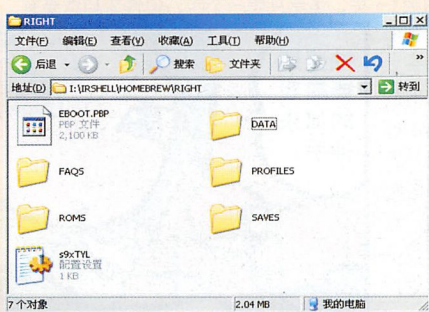 RIGHT
文件(F) 编辑(E) 查看(V) 收藏(A) 工具(T) 帮助(H)
后退 搜索 文件夹 »
地址(D) I:\IRSHELL\HOMEBREW\RIGHT 转到
EBOOT.PBP
PBP 文件
2,100 KB
DATA
FAQS
PROFILES
ROMS
SAVES
s9xTYL
配置设置
1 KB
7 个对象 2.04 MB 我的电脑